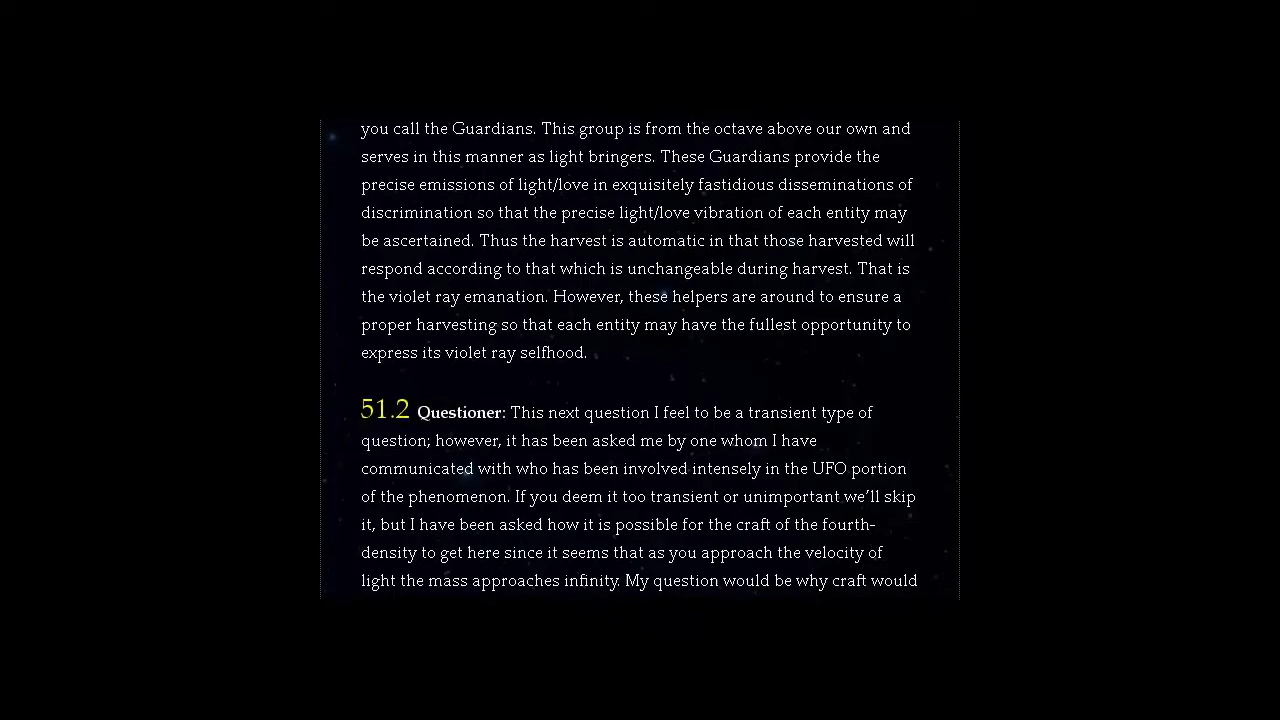 you call the Guardians. This group is from the octave above our own and
serves in this manner as light bringers. These Guardians provide the
precise emissions of light/love in exquisitely fastidious disseminations of
discrimination so that the precise light/love vibration of each entity may
be ascertained. Thus the harvest is automatic in that those harvested will
respond according to that which is unchangeable during harvest. That is
the violet ray emanation. However, these helpers are around to ensure a
proper harvesting so that each entity may have the fullest opportunity to
express its violet ray selfhood.
51.2 Questioner: This next question I feel to be a transient type of
question; however, it has been asked me by one whom I have
communicated with who has been involved intensely in the UFO portion
of the phenomenon. If you deem it too transient or unimportant we’ll skip
it, but I have been asked how it is possible for the craft of the fourth-
density to get here since it seems that as you approach the velocity of
light the mass approaches infinity. My question would be why craft would